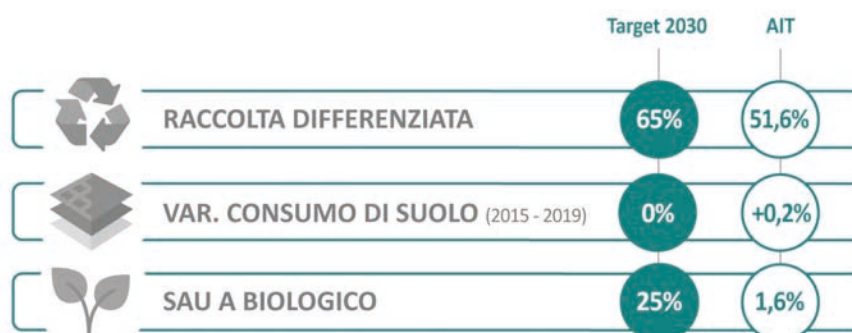 Target 2030 AIT
RACCOLTA DIFFERENZIATA 65% 51,6%
VAR. CONSUMO DI SUOLO (2015 - 2019) 0% +0,2%
SAU A BIOLOGICO 25% 1,6%